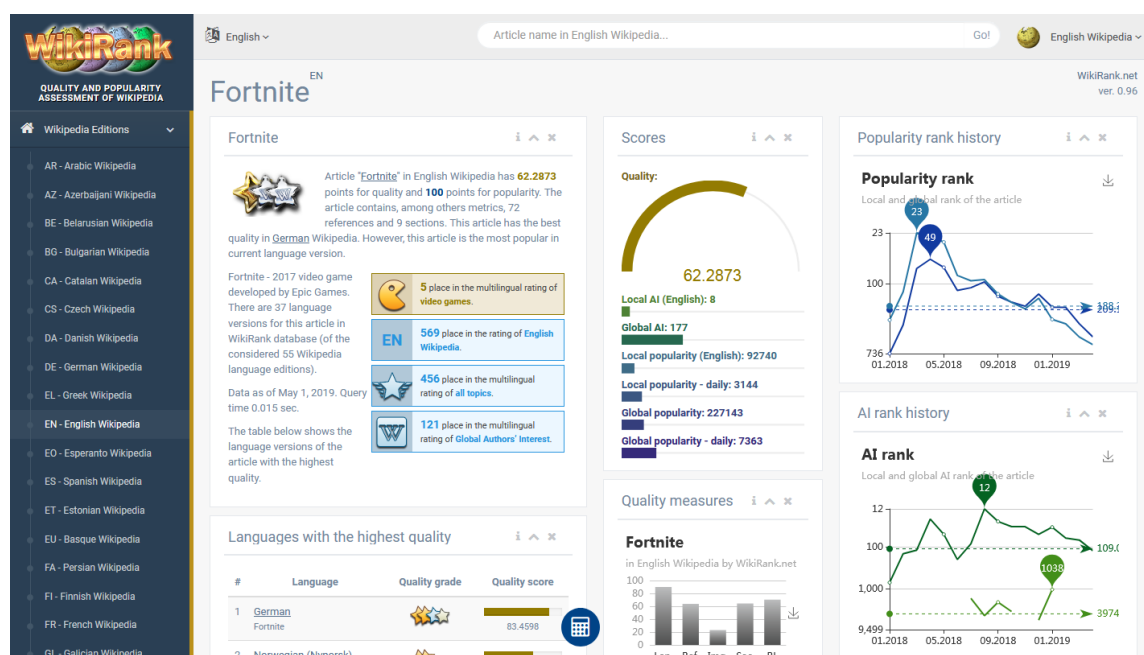 WikiRank
QUALITY AND POPULARITY
ASSESSMENT OF WIKIPEDIA
Wikipedia Editions
AR - Arabic Wikipedia
AZ - Azerbaijani Wikipedia
BE - Belarusian Wikipedia
BG - Bulgarian Wikipedia
CA - Catalan Wikipedia
CS - Czech Wikipedia
DA - Danish Wikipedia
DE - German Wikipedia
EL - Greek Wikipedia
EN - English Wikipedia
EO - Esperanto Wikipedia
ES - Spanish Wikipedia
ET - Estonian Wikipedia
EU - Basque Wikipedia
FA - Persian Wikipedia
FI - Finnish Wikipedia
FR - French Wikipedia
GL - Galician Wikipedia
English
Article name in English Wikipedia...
Go!
English Wikipedia
Fortnite EN
WikiRank.net
ver. 0.96
Fortnite
Article "Fortnite" in English Wikipedia has 62.2873
points for quality and 100 points for popularity. The
article contains, among others metrics, 72
references and 9 sections. This article has the best
quality in German Wikipedia. However, this article is the most popular in
current language version.
Fortnite - 2017 video game
developed by Epic Games.
There are 37 language
versions for this article in
WikiRank database (of the
considered 55 Wikipedia
language editions).
Data as of May 1, 2019. Query
time 0.015 sec.
The table below shows the
language versions of the
article with the highest
quality.
5 place in the multilingual rating of
video games.
EN
569 place in the rating of English
Wikipedia.
456 place in the multilingual
rating of all topics.
W
121 place in the multilingual
rating of Global Authors' Interest.
Languages with the highest quality
# Language Quality grade Quality score
1 German
Fortnite
83.4598
2 Norwegian (Nynorsk)
Scores
Quality:
62.2873
Local AI (English): 8
Global AI: 177
Local popularity (English): 92740
Local popularity - daily: 3144
Global popularity: 227143
Global popularity - daily: 7363
Quality measures
Fortnite
in English Wikipedia by WikiRank.net
100
80
60
40
20
0
Len Ref Img Sec RL
Popularity rank history
Popularity rank
Local and global rank of the article
23
49
23
100
736
01.2018 05.2018 09.2018 01.2019
AI rank history
AI rank
Local and global AI rank of the article
12
12
100
109.0
1038
1,000
3974
9,499
01.2018 05.2018 09.2018 01.2019